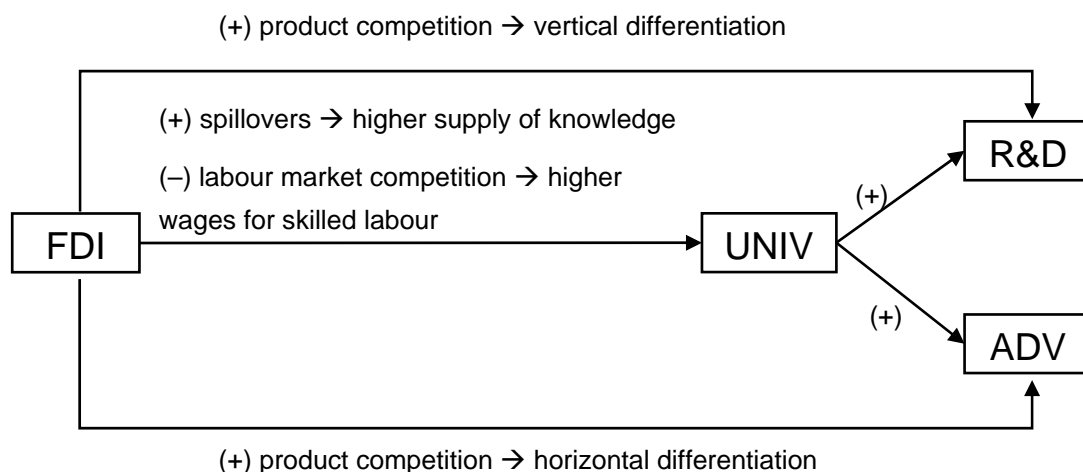 (+) product competition → vertical differentiation
(+) spillovers → higher supply of knowledge
(–) labour market competition → higher
wages for skilled labour
R&D
(+)
FDI
UNIV
(+)
ADV
(+) product competition → horizontal differentiation